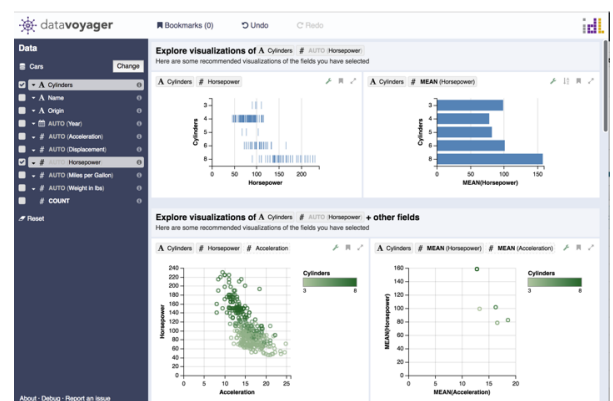 datavoyager
Bookmarks (0)
Undo
Redo
Data
Cars
Change
A Cylinders
A Name
A Origin
AUTO (Year)
# AUTO (Acceleration)
# AUTO (Displacement)
# AUTO Horsepower
# AUTO (Miles per Gallon)
# AUTO (Weight in lbs)
# COUNT
Reset
About · Debug · Report an Issue
Explore visualizations of A Cylinders # AUTO (Horsepower)
Here are some recommended visualizations of the fields you have selected
A Cylinders # Horsepower
Cylinders
3
4
5
6
8
0 50 100 150 200
Horsepower
A Cylinders # MEAN (Horsepower)
Cylinders
3
4
5
6
8
0 50 100 150
MEAN(Horsepower)
Explore visualizations of A Cylinders # AUTO (Horsepower) + other fields
Here are some recommended visualizations of the fields you have selected
A Cylinders # Horsepower # Acceleration
Horsepower
240
220
200
180
160
140
120
100
80
60
40
20
0
0 5 10 15 20 25
Acceleration
Cylinders
3 8
A Cylinders # MEAN (Horsepower) # MEAN (Acceleration)
MEAN(Horsepower)
160
140
120
100
80
60
40
20
0
0 5 10 15 20
MEAN(Acceleration)
Cylinders
3 8